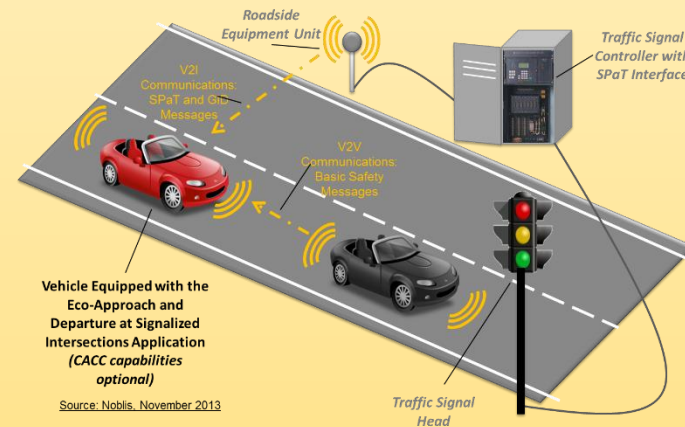 Roadside
Equipment Unit
Traffic Signal
Controller with
SPaT Interface
V2I
Communications:
SPaT and GID
Messages
V2V
Communications:
Basic Safety
Messages
Vehicle Equipped with the
Eco-Approach and
Departure at Signalized
Intersections Application
(CACC capabilities
optional)
Source: Noblis, November 2013
Traffic Signal
Head